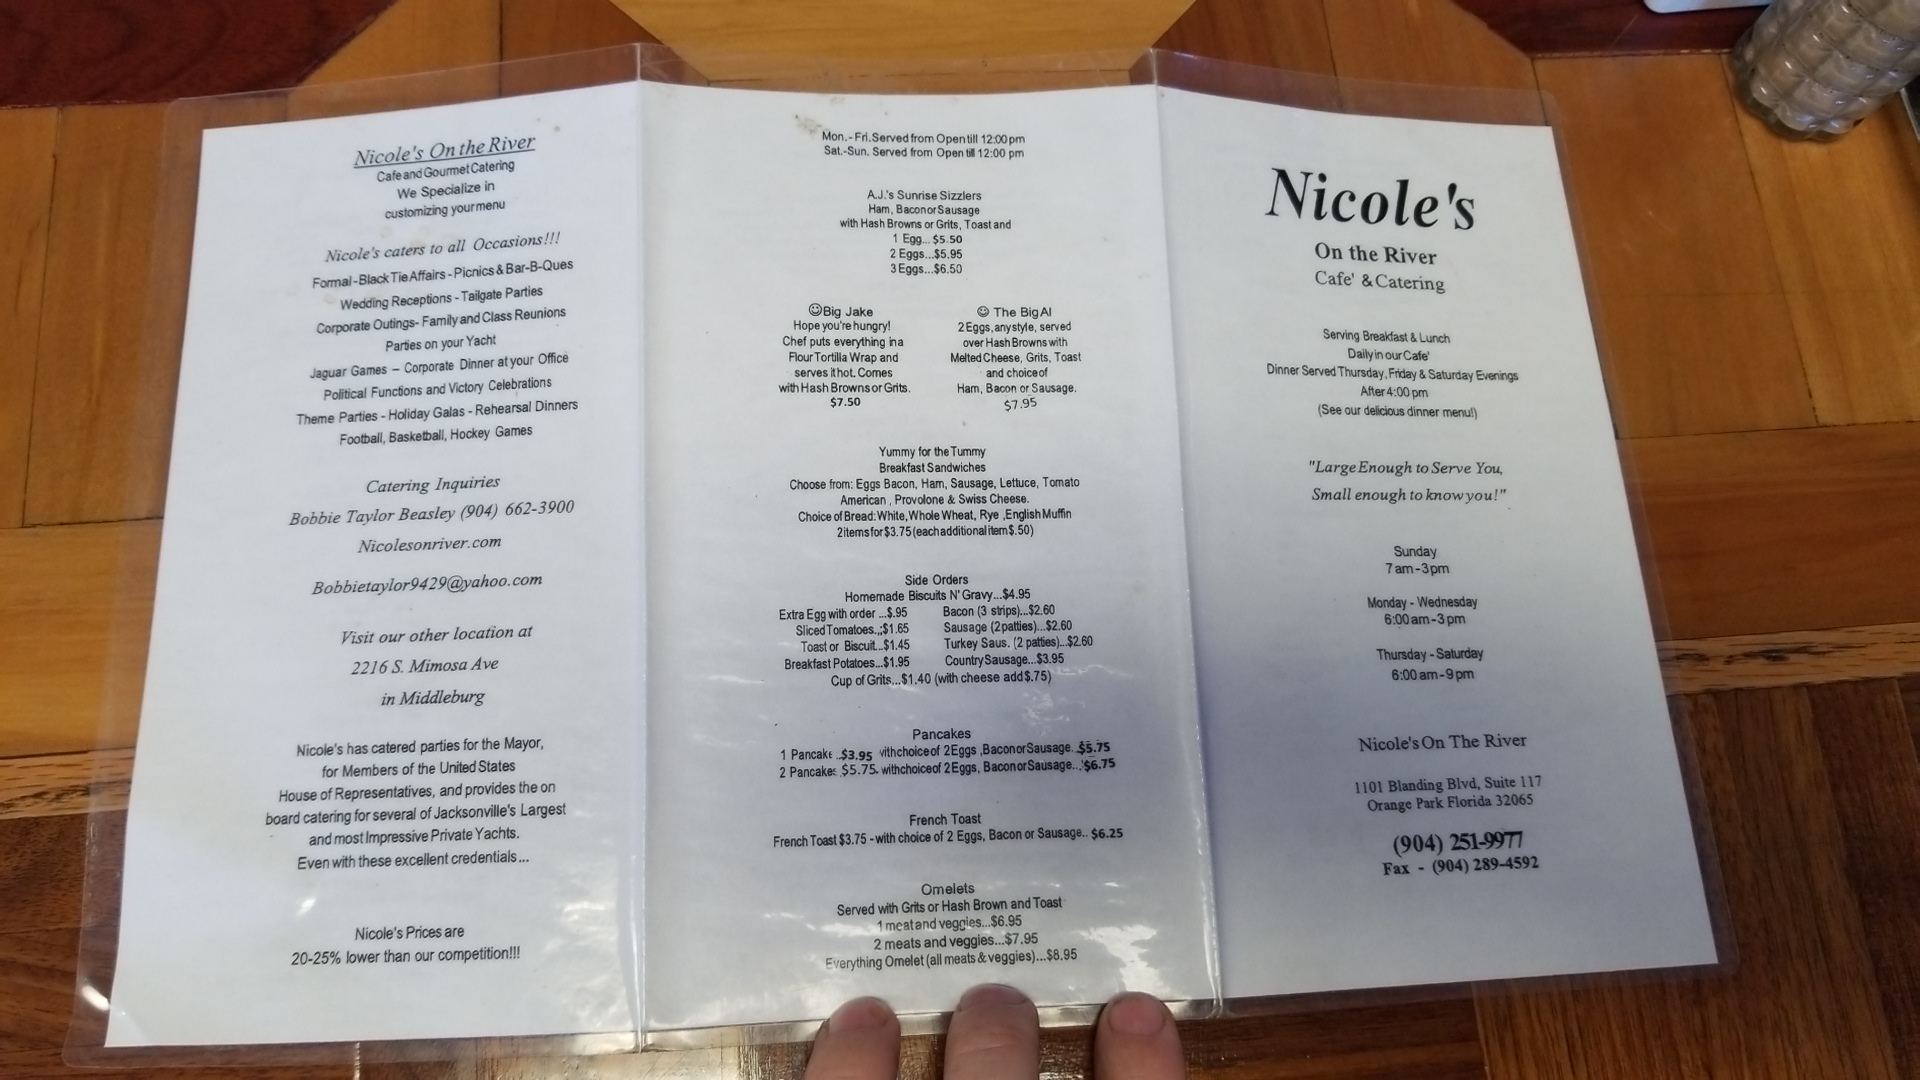 Nicole's On the River
Cafe and Gourmet Catering
We Specialize in
customizing your menu
Nicole's caters to all Occasions!!!
Formal - Black Tie Affairs - Picnics & Bar-B-Ques
Wedding Receptions - Tailgate Parties
Corporate Outings- Family and Class Reunions
Parties on your Yacht
Jaguar Games – Corporate Dinner at your Office
Political Functions and Victory Celebrations
Theme Parties - Holiday Galas - Rehearsal Dinners
Football, Basketball, Hockey Games
Catering Inquiries
Bobbie Taylor Beasley (904) 662-3900
Nicolesonriver.com
Bobbietaylor9429@yahoo.com
Visit our other location at
2216 S. Mimosa Ave
in Middleburg
Nicole's has catered parties for the Mayor,
for Members of the United States
House of Representatives, and provides the on
board catering for several of Jacksonville's Largest
and most Impressive Private Yachts.
Even with these excellent credentials...
Nicole's Prices are
20-25% lower than our competition!!!
Mon.- Fri. Served from Open till 12:00 pm
Sat.-Sun. Served from Open till 12:00 pm
A.J.'s Sunrise Sizzlers
Ham, Bacon or Sausage
with Hash Browns or Grits, Toast and
1 Egg... $5.50
2 Eggs...$5.95
3 Eggs...$6.50
☺Big Jake
Hope you're hungry!
Chef puts everything in a
Flour Tortilla Wrap and
serves it hot. Comes
with Hash Browns or Grits.
$7.50
☺ The Big Al
2 Eggs, any style, served
over Hash Browns with
Melted Cheese, Grits, Toast
and choice of
Ham, Bacon or Sausage.
$7.95
Yummy for the Tummy
Breakfast Sandwiches
Choose from: Eggs Bacon, Ham, Sausage, Lettuce, Tomato
American , Provolone & Swiss Cheese.
Choice of Bread: White, Whole Wheat, Rye ,English Muffin
2 items for $3.75 (each additional item $.50)
Side Orders
Homemade Biscuits N' Gravy...$4.95
Extra Egg with order ...$.95 Bacon (3 strips)...$2.60
Sliced Tomatoes.,;$1.65 Sausage (2 patties)...$2.60
Toast or Biscuit...$1.45 Turkey Saus. (2 patties)...$2.60
Breakfast Potatoes...$1.95 Country Sausage...$3.95
Cup of Grits...$1.40 (with cheese add $.75)
Pancakes
1 Pancake ..$3.95 with choice of 2 Eggs ,Bacon or Sausage. $5.75
2 Pancakes $5.75. with choice of 2 Eggs, Bacon or Sausage...$6.75
French Toast
French Toast $3.75 - with choice of 2 Eggs, Bacon or Sausage.. $6.25
Omelets
Served with Grits or Hash Brown and Toast
1 meat and veggies...$6.95
2 meats and veggies...$7.95
Everything Omelet (all meats & veggies)...$8.95
Nicole's
On the River
Cafe' & Catering
Serving Breakfast & Lunch
Daily in our Cafe'
Dinner Served Thursday, Friday & Saturday Evenings
After 4:00 pm
(See our delicious dinner menu!)
"Large Enough to Serve You,
Small enough to know you!"
Sunday
7 am - 3 pm
Monday - Wednesday
6:00 am - 3 pm
Thursday - Saturday
6:00 am - 9 pm
Nicole's On The River
1101 Blanding Blvd, Suite 117
Orange Park Florida 32065
(904) 251-9977
Fax - (904) 289-4592